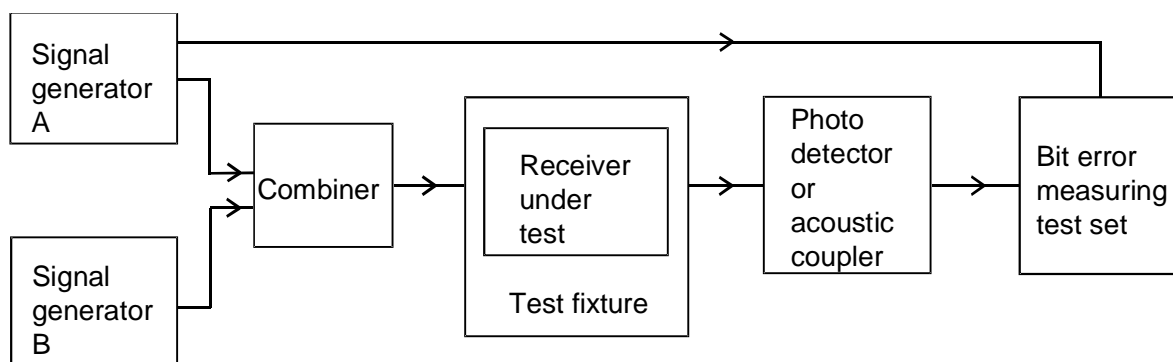 Signal
generator
A
Signal
generator
B
Combiner
Receiver
under
test
Test fixture
Photo
detector
or
acoustic
coupler
Bit error
measuring
test set